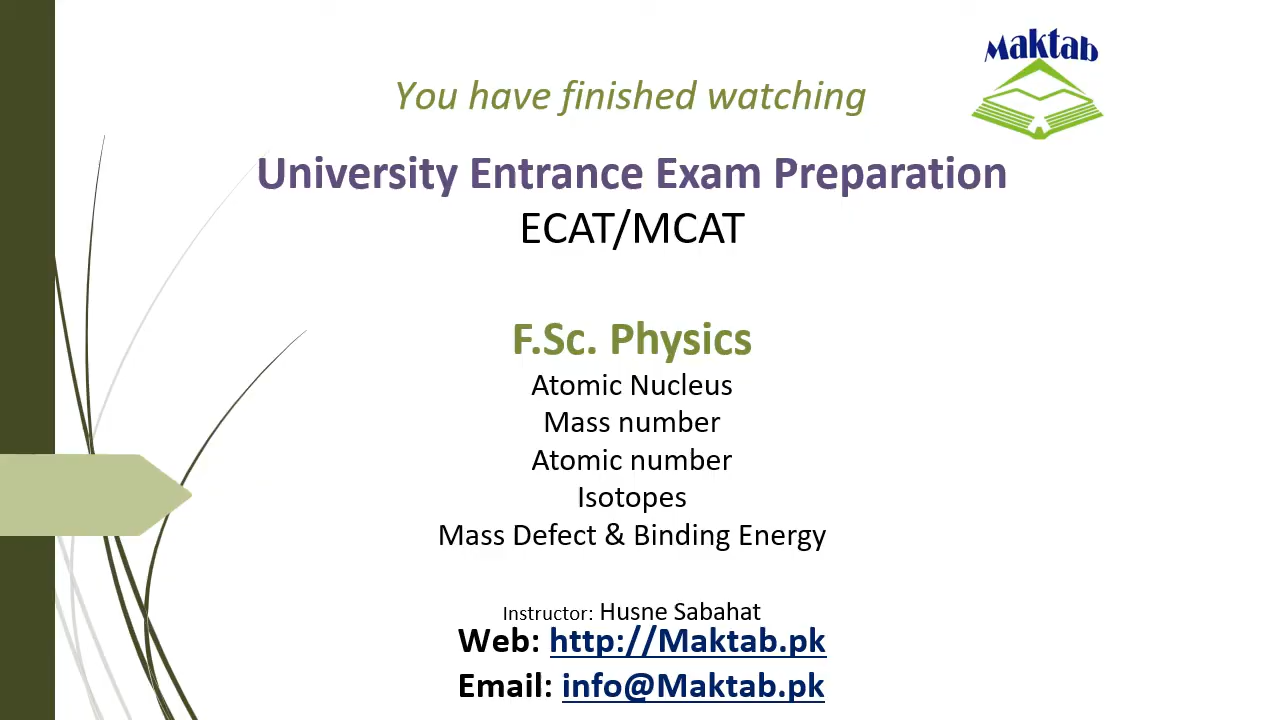 Maktab
You have finished watching
University Entrance Exam Preparation
ECAT/MCAT
F.Sc. Physics
Atomic Nucleus
Mass number
Atomic number
Isotopes
Mass Defect & Binding Energy
Instructor: Husne Sabahat
Web: http://Maktab.pk
Email: info@Maktab.pk